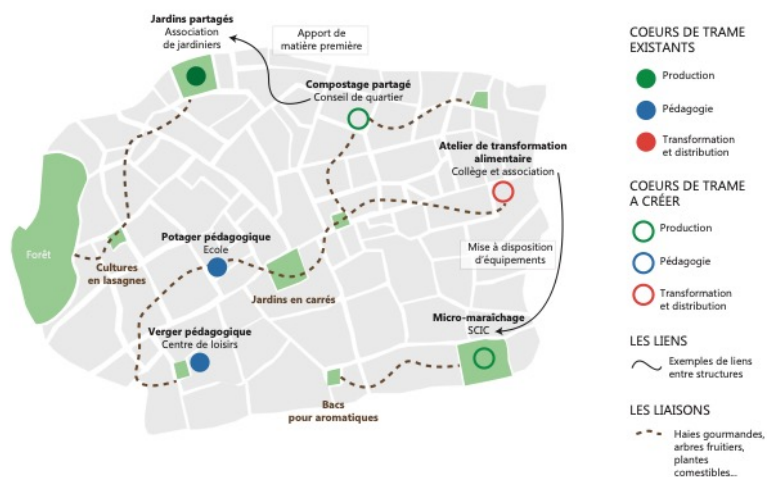 Jardins partagés
Association
de jardiniers
Apport de
matière première
Compostage partagé
Conseil de quartier
Atelier de transformation
alimentaire
Collège et association
Forêt
Potager pédagogique
Ecole
Cultures
en lasagnes
Jardins en carrés
Mise à disposition
d'équipements
Verger pédagogique
Centre de loisirs
Micro-maraîchage
SCIC
Bacs
pour aromatiques
COEURS DE TRAME
EXISTANTS
Production
Pédagogie
Transformation
et distribution
COEURS DE TRAME
A CRÉER
Production
Pédagogie
Transformation
et distribution
LES LIENS
Exemples de liens
entre structures
LES LIAISONS
Haies gourmandes,
arbres fruitiers,
plantes
comestibles...